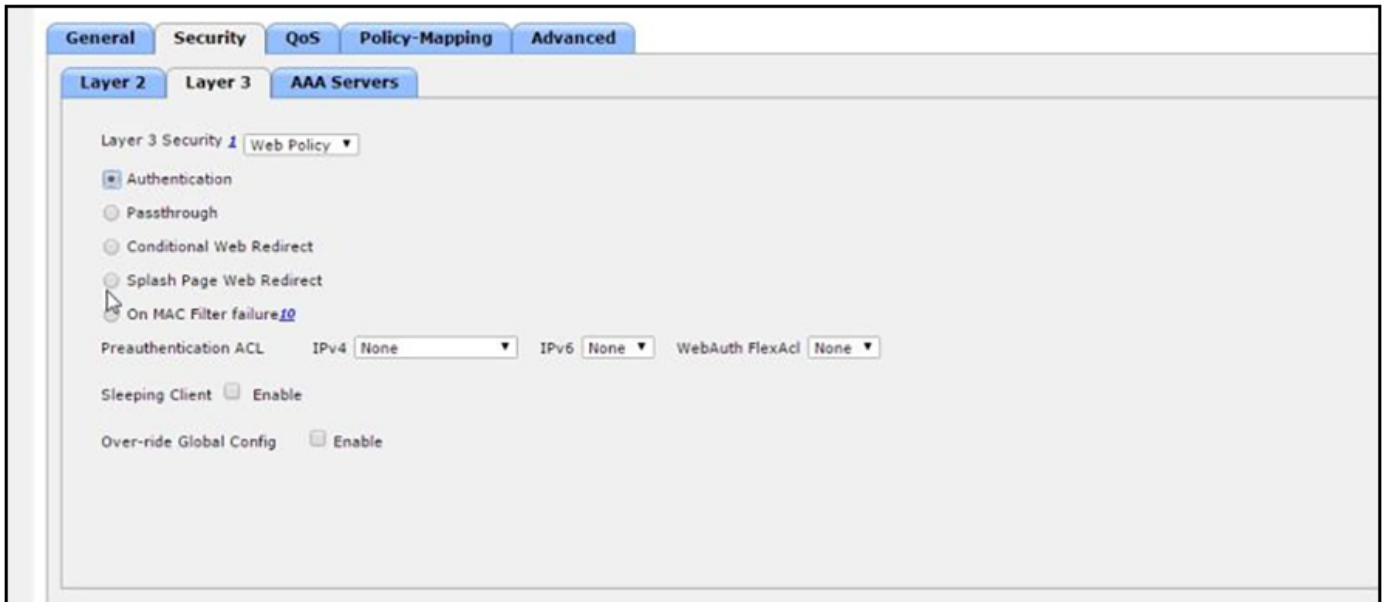 General Security QoS Policy-Mapping Advanced
Layer 2 Layer 3 AAA Servers
Layer 3 Security 1 Web Policy
Authentication
Passthrough
Conditional Web Redirect
Splash Page Web Redirect
On MAC Filter failure10
Preauthentication ACL IPv4 None IPv6 None WebAuth FlexAcl None
Sleeping Client Enable
Over-ride Global Config Enable